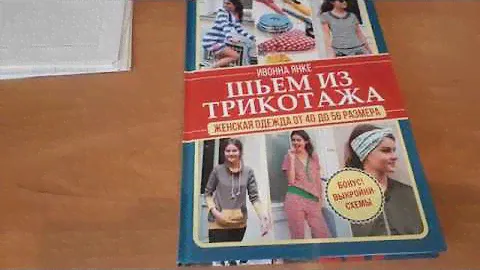 ИВОННА ЯНКЕ
ШЬЕМ ИЗ
ТРИКОТАЖА
ЖЕНСКАЯ ОДЕЖДА ОТ 40 ДО 56 РАЗМЕРА
БОНУС!
ВЫКРОЙКИ-
СХЕМЫ